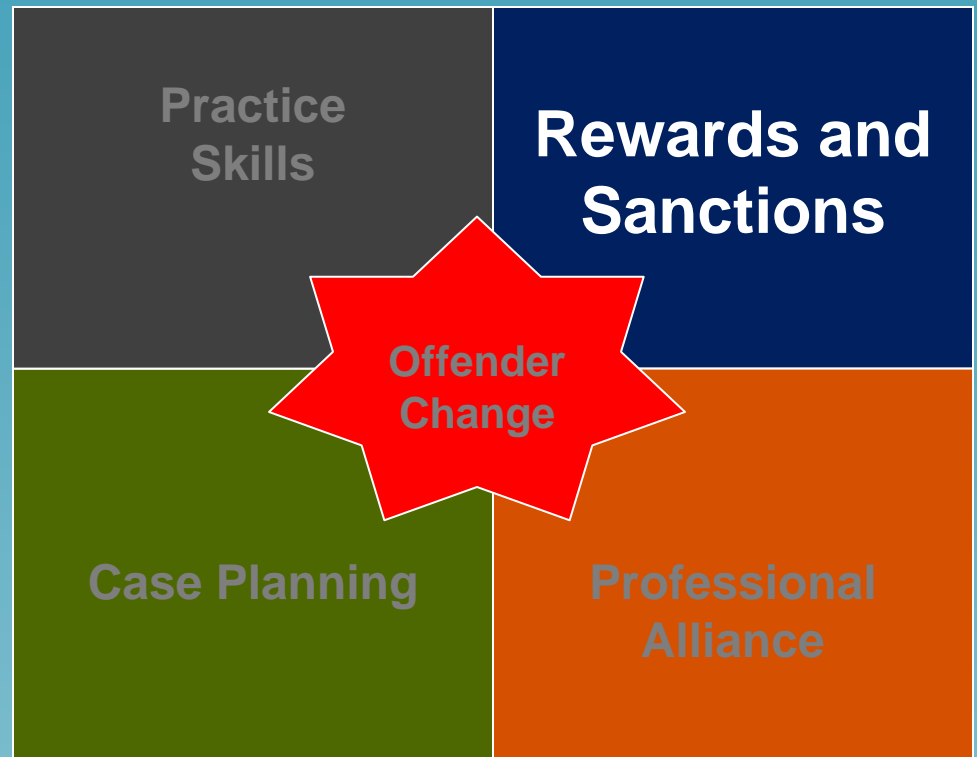 Practice
Skills
Rewards and
Sanctions
Offender
Change
Case Planning
Professional
Alliance